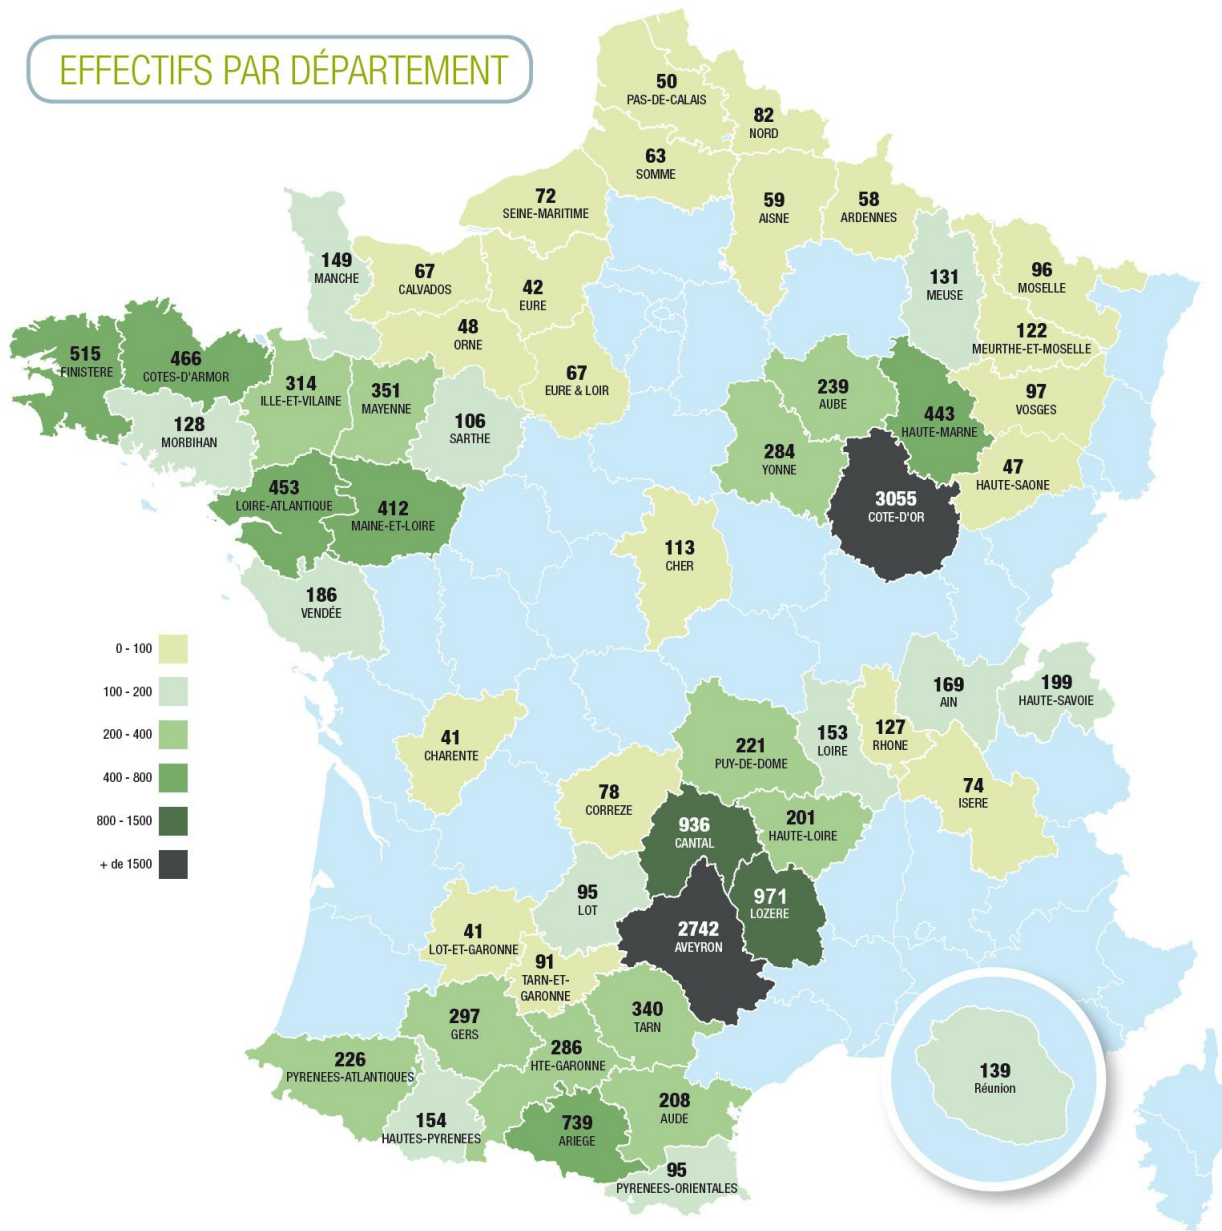 EFFECTIFS PAR DÉPARTEMENT
50
PAS-DE-CALAIS
82
NORD
63
SOMME
72
SEINE-MARITIME
59
AISNE
58
ARDENNES
149
MANCHE
67
CALVADOS
42
EURE
131
MEUSE
96
MOSELLE
122
MEURTHE-ET-MOSELLE
48
ORNE
515
FINISTERE
466
COTES-D'ARMOR
314
ILLE-ET-VILAINE
351
MAYENNE
67
EURE & LOIR
239
AUBE
443
HAUTE-MARNE
97
VOSGES
128
MORBIHAN
106
SARTHE
284
YONNE
47
HAUTE-SAONE
453
LOIRE-ATLANTIQUE
412
MAINE-ET-LOIRE
3055
COTE-D'OR
113
CHER
186
VENDÉE
0 - 100
100 - 200
200 - 400
400 - 800
800 - 1500
+ de 1500
169
AIN
199
HAUTE-SAVOIE
41
CHARENTE
221
PUY-DE-DOME
153
LOIRE
127
RHONE
78
CORREZE
74
ISERE
936
CANTAL
201
HAUTE-LOIRE
95
LOT
971
LOZERE
41
LOT-ET-GARONNE
2742
AVEYRON
91
TARN-ET-
GARONNE
297
GERS
340
TARN
226
PYRENEES-ATLANTIQUES
286
HTE-GARONNE
154
HAUTES-PYRENEES
739
ARIEGE
208
AUDE
95
PYRENEES-ORIENTALES
139
Réunion